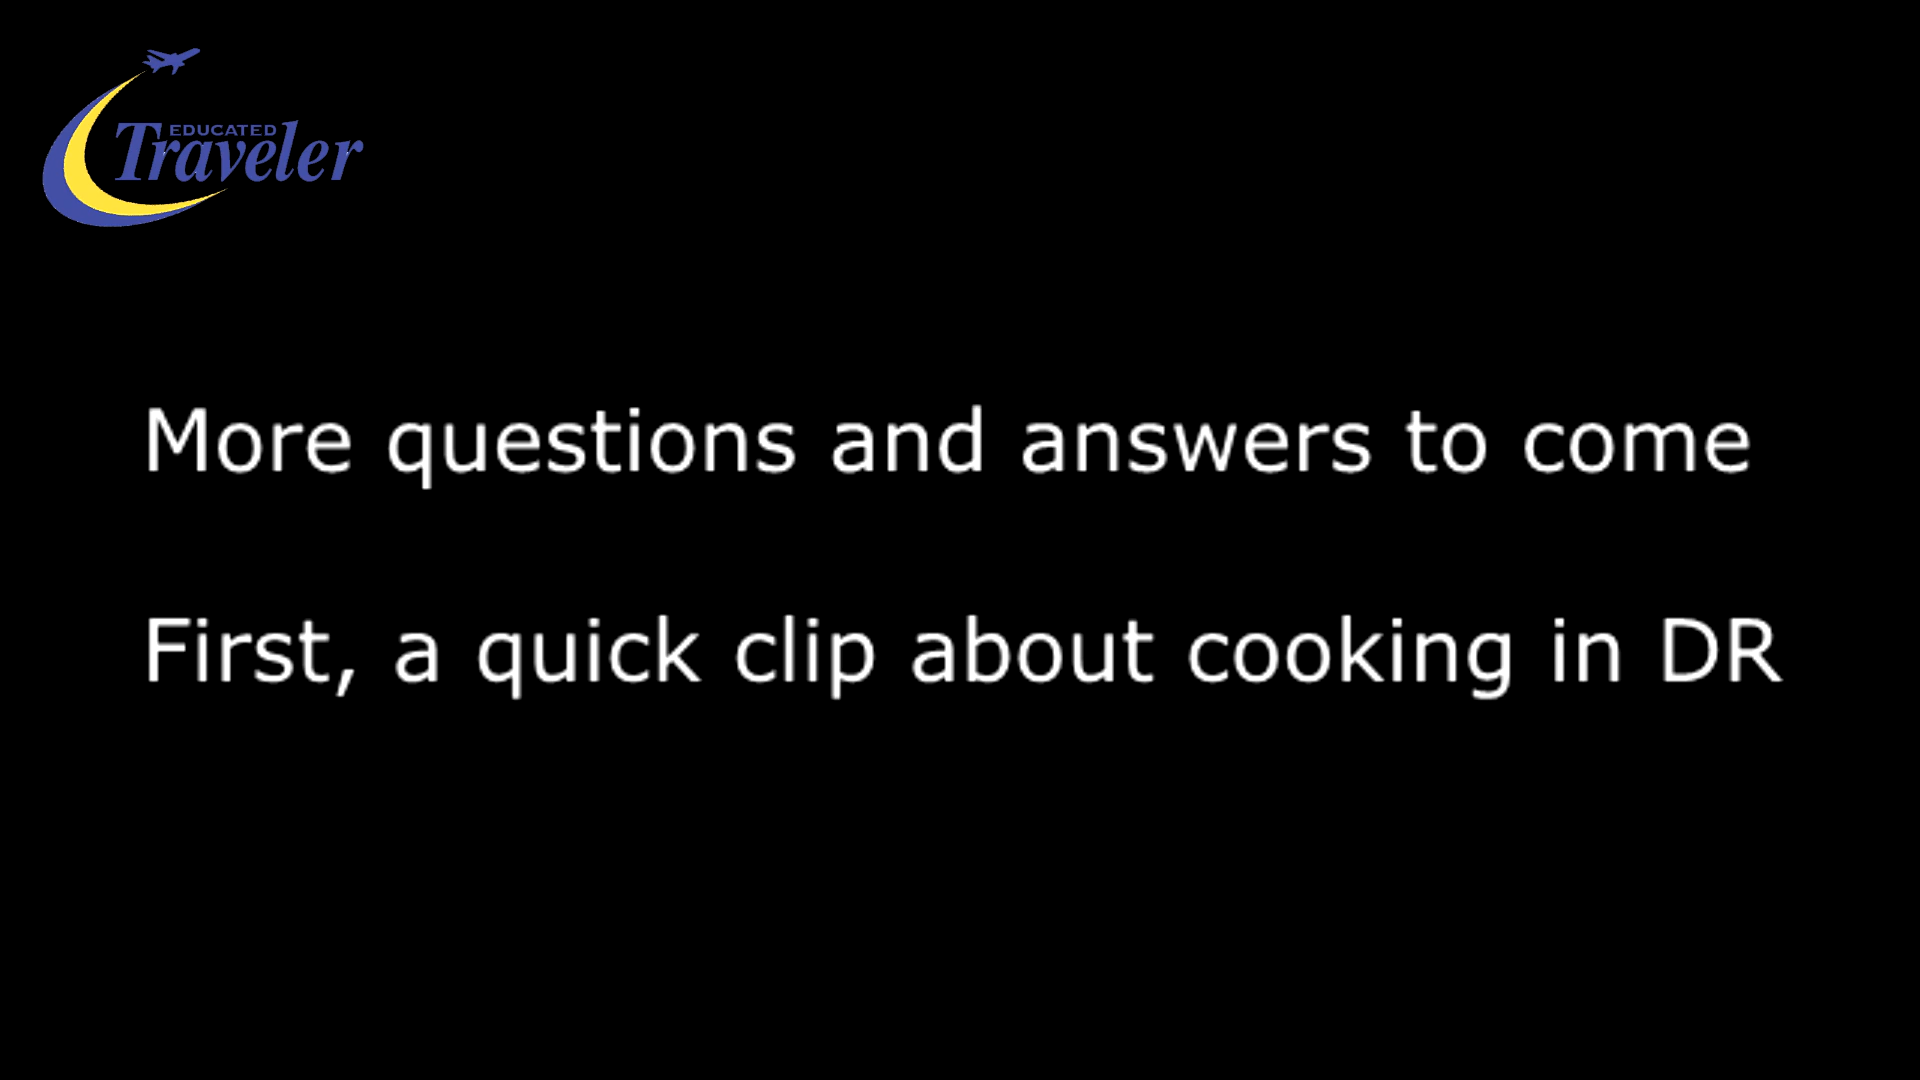 EDUCATED
Traveler
More questions and answers to come
First, a quick clip about cooking in DR